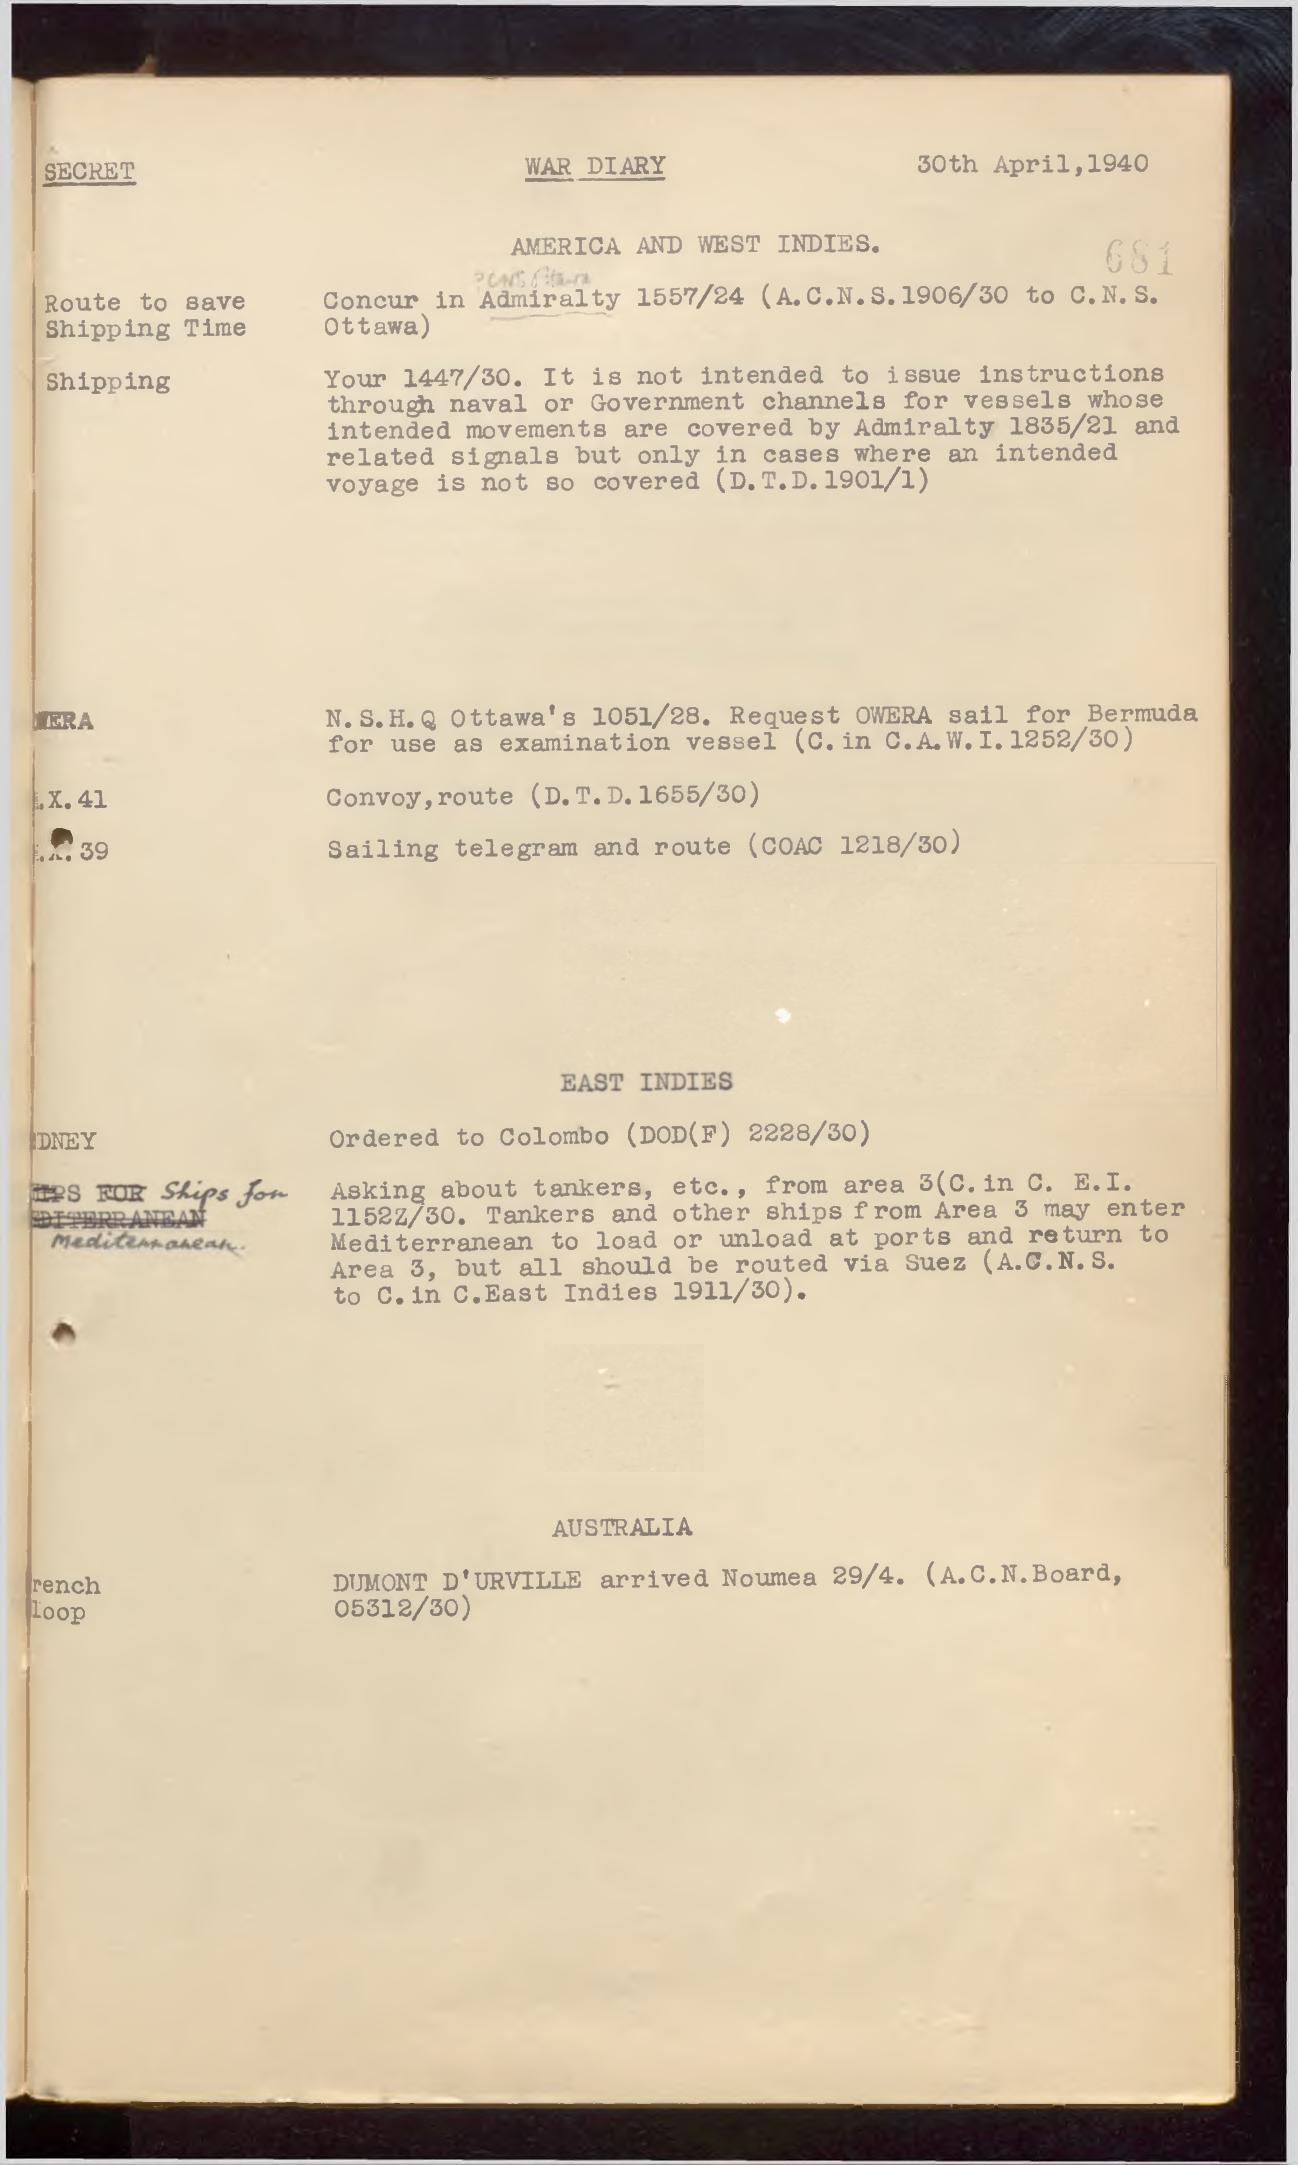 SECRET WAR DIARY 30th April,1940
AMERICA AND WEST INDIES. 681
Route to save Concur in Admiralty 1557/24 (A.C.N.S.1906/30 to C.N.S.
Shipping Time Ottawa)
Shipping Your 1447/30. It is not intended to issue instructions
through naval or Government channels for vessels whose
intended movements are covered by Admiralty 1835/21 and
related signals but only in cases where an intended
voyage is not so covered (D.T.D.1901/1)
ERA N.S.H.Q Ottawa's 1051/28. Request OWERA sail for Bermuda
for use as examination vessel (C.in C.A.W.I.1252/30)
.X.41 Convoy,route (D.T.D.1655/30)
.X.39 Sailing telegram and route (COAC 1218/30)
EAST INDIES
DNEY Ordered to Colombo (DOD(F) 2228/30)
PS FOR Ships for Asking about tankers, etc., from area 3(C.in C. E.I.
DITERRANEAN 1152Z/30. Tankers and other ships from Area 3 may enter
Mediterranean. Mediterranean to load or unload at ports and return to
Area 3, but all should be routed via Suez (A.C.N.S.
to C.in C.East Indies 1911/30).
AUSTRALIA
rench DUMONT D'URVILLE arrived Noumea 29/4. (A.C.N.Board,
loop 05312/30)